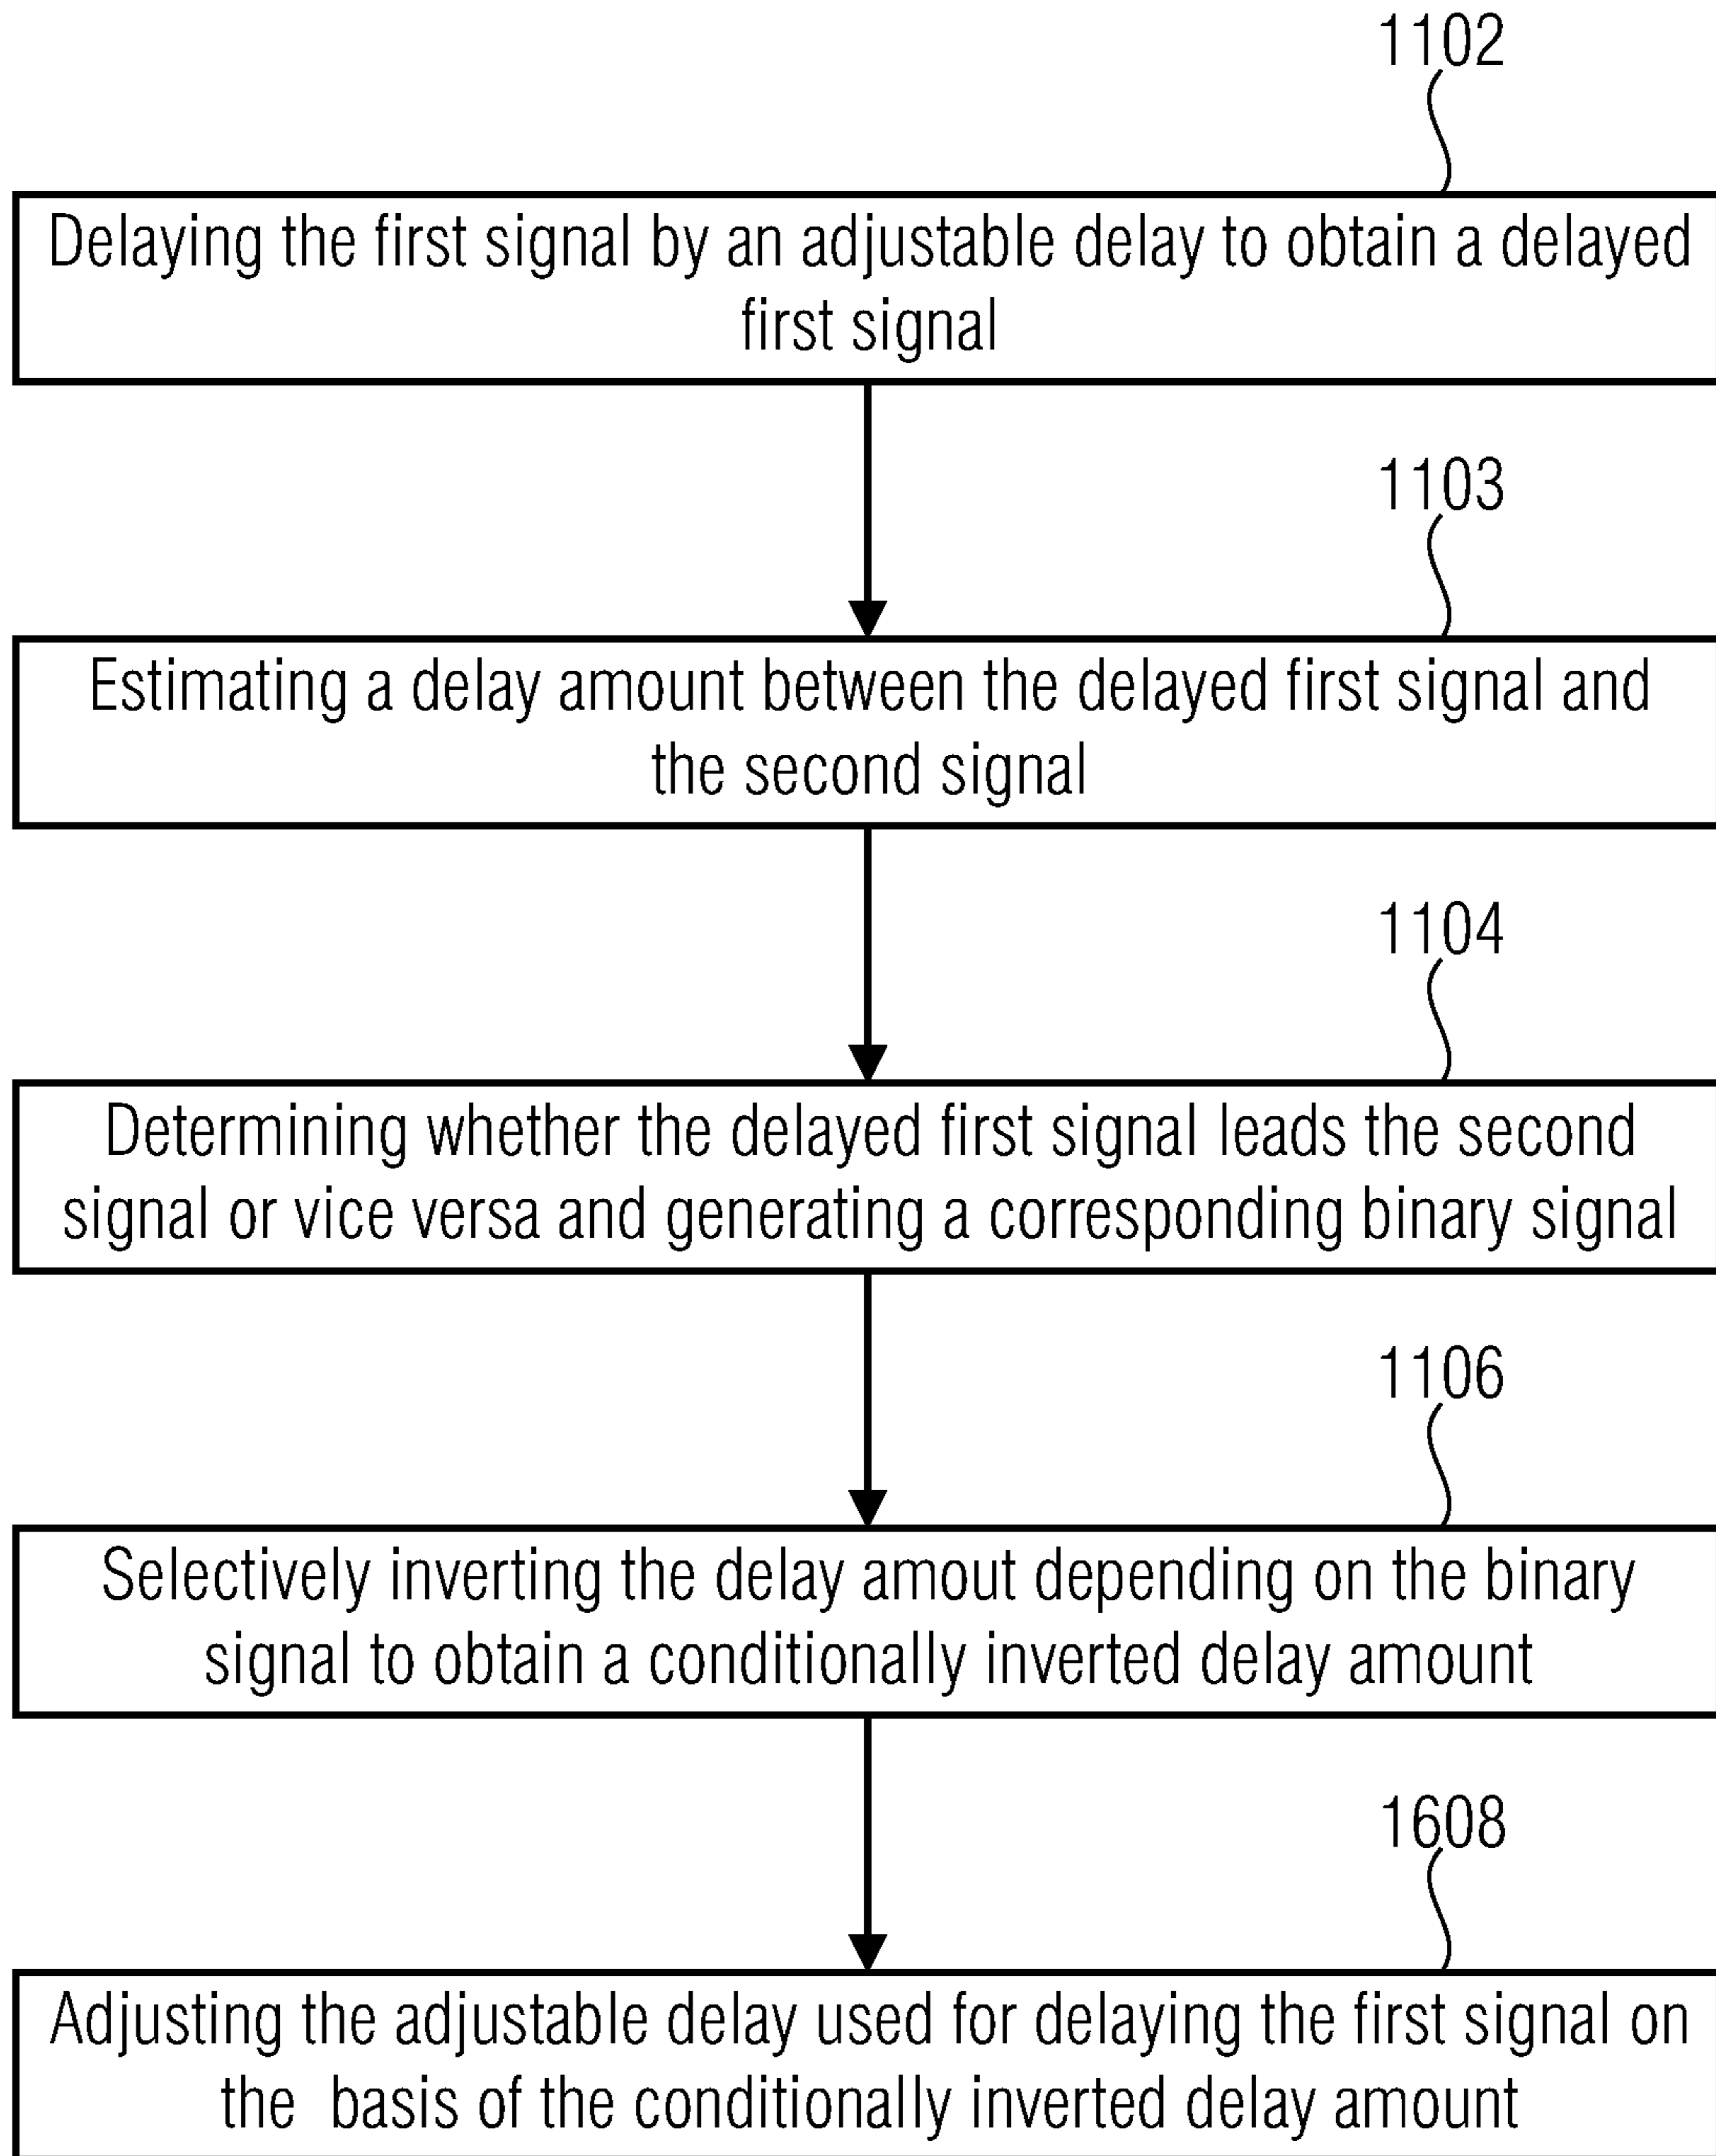 1102
Delaying the first signal by an adjustable delay to obtain a delayed
first signal
1103
Estimating a delay amount between the delayed first signal and
the second signal
1104
Determining whether the delayed first signal leads the second
signal or vice versa and generating a corresponding binary signal
1106
Selectively inverting the delay amout depending on the binary
signal to obtain a conditionally inverted delay amount
1608
Adjusting the adjustable delay used for delaying the first signal on
the basis of the conditionally inverted delay amount